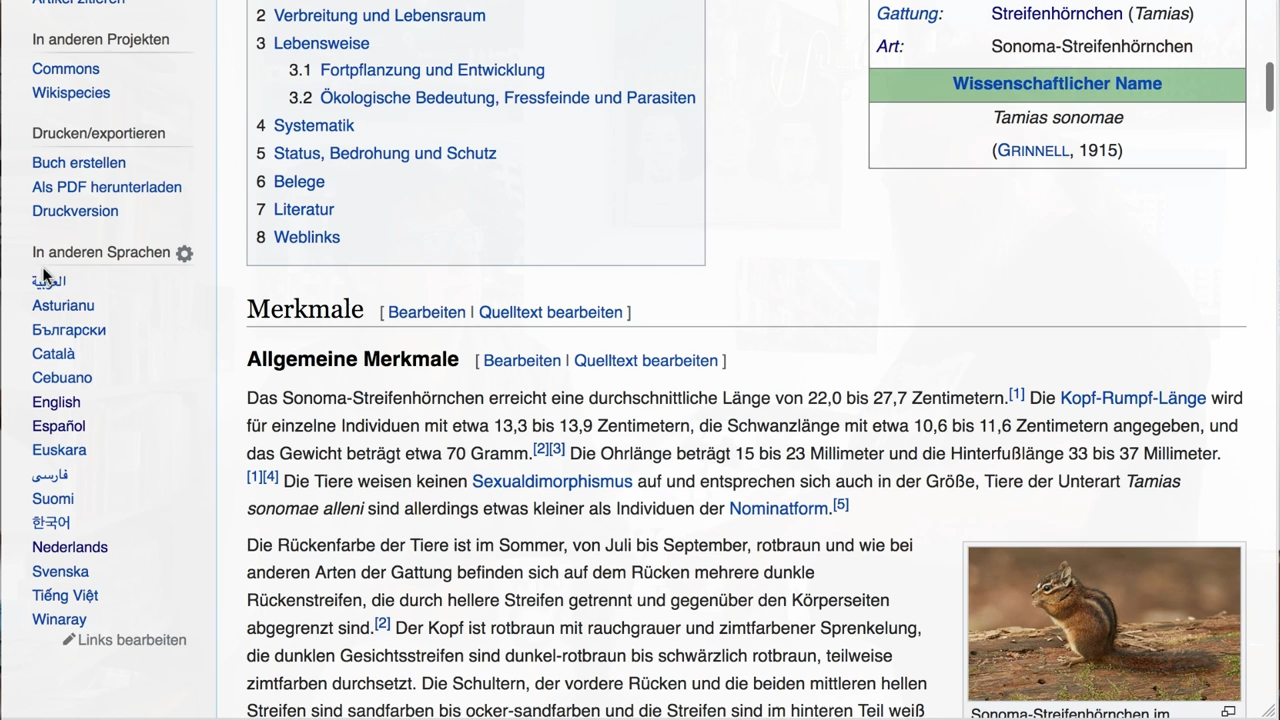 Artikel zitieren
In anderen Projekten
Commons
Wikispecies
Drucken/exportieren
Buch erstellen
Als PDF herunterladen
Druckversion
In anderen Sprachen
العربية
Asturianu
Български
Català
Cebuano
English
Español
Euskara
فارسی
Suomi
한국어
Nederlands
Svenska
Tiếng Việt
Winaray
Links bearbeiten
2 Verbreitung und Lebensraum
3 Lebensweise
3.1 Fortpflanzung und Entwicklung
3.2 Ökologische Bedeutung, Fressfeinde und Parasiten
4 Systematik
5 Status, Bedrohung und Schutz
6 Belege
7 Literatur
8 Weblinks
Gattung: Streifenhörnchen (Tamias)
Art: Sonoma-Streifenhörnchen
Wissenschaftlicher Name
Tamias sonomae
(GRINNELL, 1915)
Merkmale [ Bearbeiten | Quelltext bearbeiten ]
Allgemeine Merkmale [ Bearbeiten | Quelltext bearbeiten ]
Das Sonoma-Streifenhörnchen erreicht eine durchschnittliche Länge von 22,0 bis 27,7 Zentimetern.[1] Die Kopf-Rumpf-Länge wird
für einzelne Individuen mit etwa 13,3 bis 13,9 Zentimetern, die Schwanzlänge mit etwa 10,6 bis 11,6 Zentimetern angegeben, und
das Gewicht beträgt etwa 70 Gramm.[2][3] Die Ohrlänge beträgt 15 bis 23 Millimeter und die Hinterfußlänge 33 bis 37 Millimeter.
[1][4] Die Tiere weisen keinen Sexualdimorphismus auf und entsprechen sich auch in der Größe, Tiere der Unterart Tamias
sonomae alleni sind allerdings etwas kleiner als Individuen der Nominatform.[5]
Die Rückenfarbe der Tiere ist im Sommer, von Juli bis September, rotbraun und wie bei
anderen Arten der Gattung befinden sich auf dem Rücken mehrere dunkle
Rückenstreifen, die durch hellere Streifen getrennt und gegenüber den Körperseiten
abgegrenzt sind.[2] Der Kopf ist rotbraun mit rauchgrauer und zimtfarbener Sprenkelung,
die dunklen Gesichtsstreifen sind dunkel-rotbraun bis schwärzlich rotbraun, teilweise
zimtfarben durchsetzt. Die Schultern, der vordere Rücken und die beiden mittleren hellen
Streifen sind sandfarben bis ocker-sandfarben und die Streifen sind im hinteren Teil weiß
Sonoma-Streifenhörnchen im